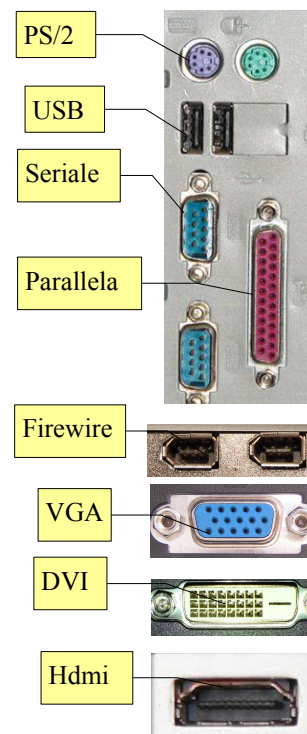 PS/2
USB
Seriale
Parallela
Firewire
VGA
DVI
Hdmi